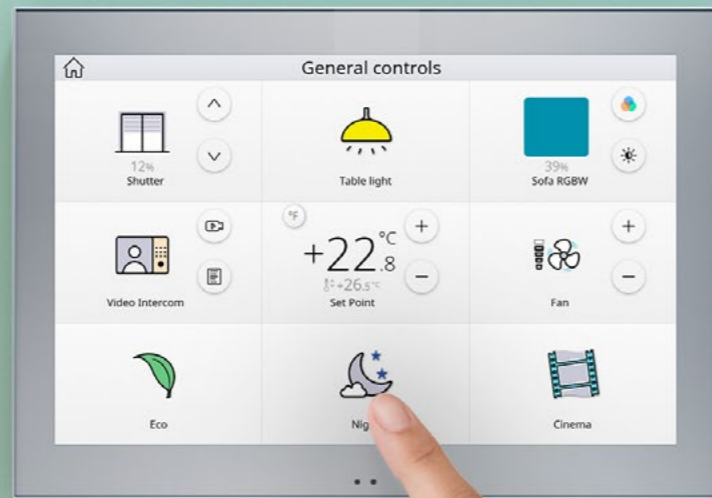 General controls
12%
Shutter
Table light
39%
Sofa RGBW
Video Intercom
°F
+22.8 °C
+26.5 °C
Set Point
Fan
Eco
Cinema